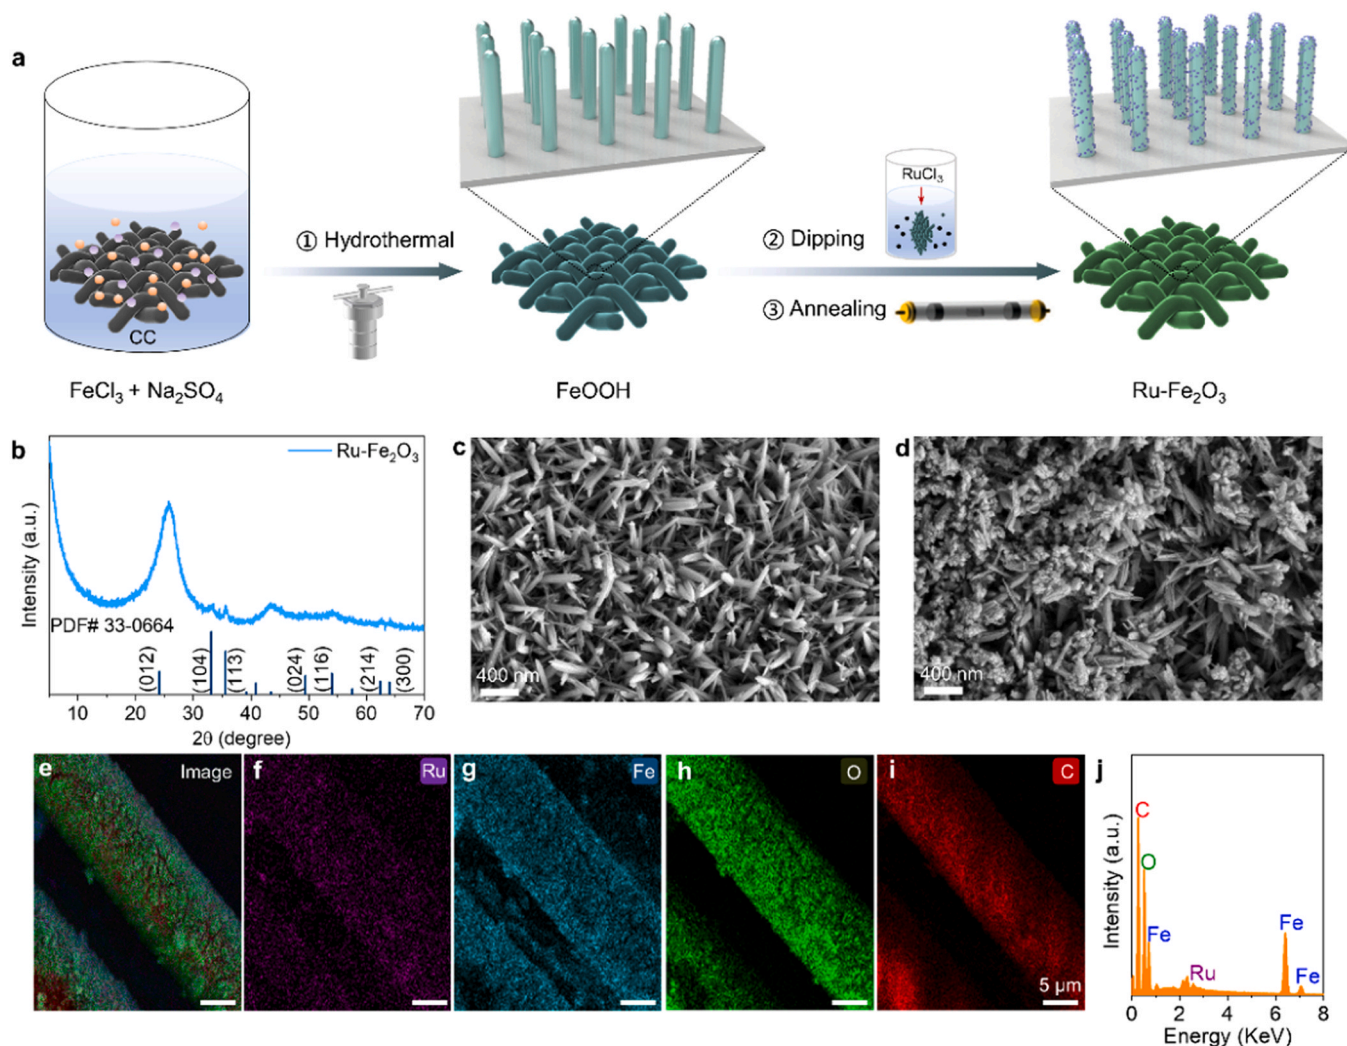 a
RuCl₃
① Hydrothermal
② Dipping
③ Annealing
CC
FeCl₃ + Na₂SO₄
FeOOH
Ru-Fe₂O₃
b
Ru-Fe₂O₃
Intensity (a.u.)
PDF# 33-0664
(012)
(104)
(113)
(024)
(116)
(214)
(300)
10 20 30 40 50 60 70
2θ (degree)
c
400 nm
d
400 nm
e
Image
f
Ru
g
Fe
h
O
i
C
5 μm
j
Intensity (a.u.)
C
O
Fe
Ru
Fe
Fe
0 2 4 6 8
Energy (KeV)